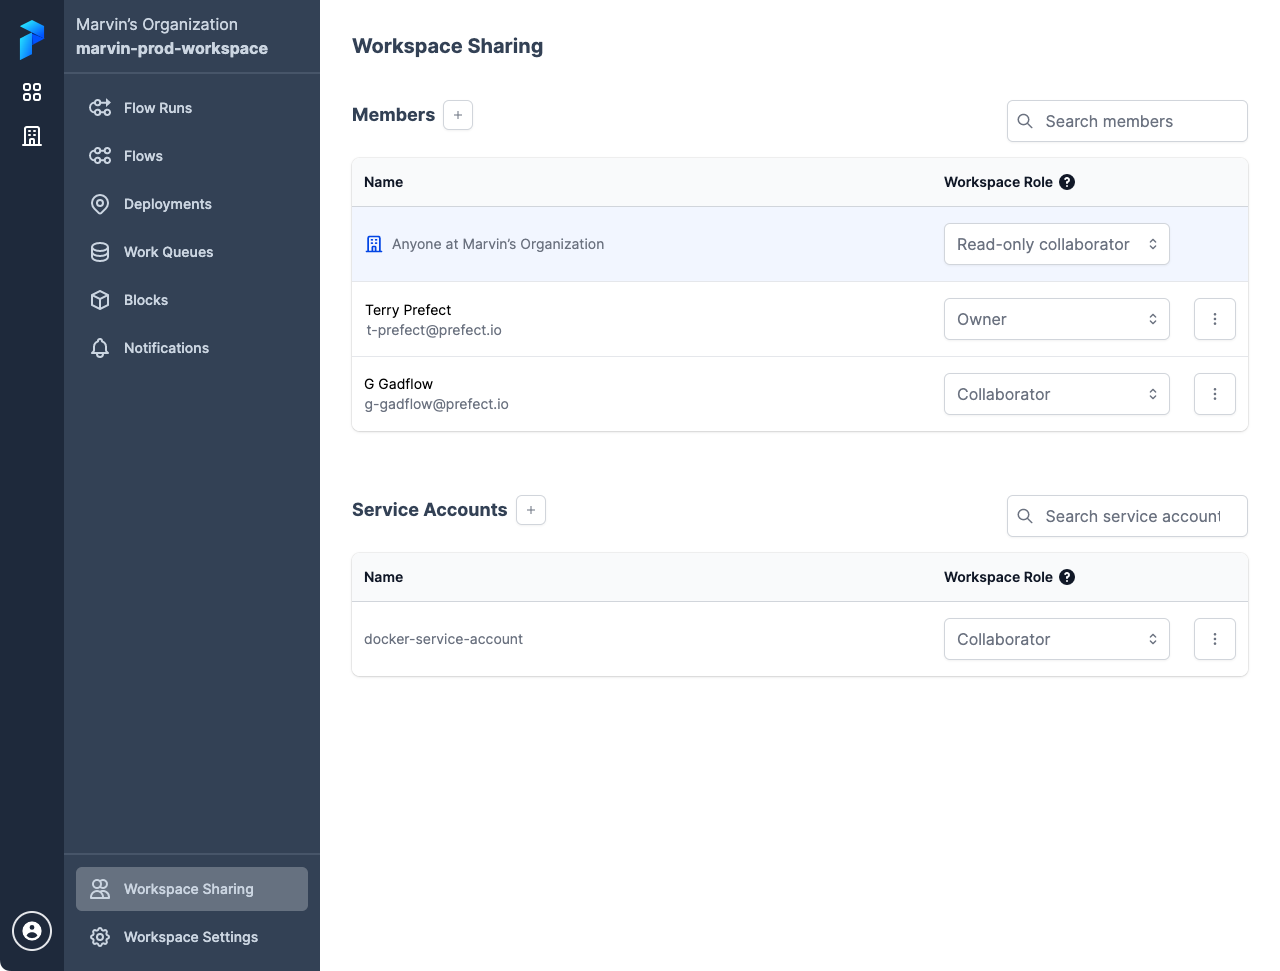 Marvin’s Organization
marvin-prod-workspace
Flow Runs
Flows
Deployments
Work Queues
Blocks
Notifications
Workspace Sharing
Workspace Settings
Workspace Sharing
Members
Search members
Name Workspace Role
Anyone at Marvin’s Organization Read-only collaborator
Terry Prefect
t-prefect@prefect.io
Owner
G Gadflow
g-gadflow@prefect.io
Collaborator
Service Accounts
Search service account
Name Workspace Role
docker-service-account Collaborator